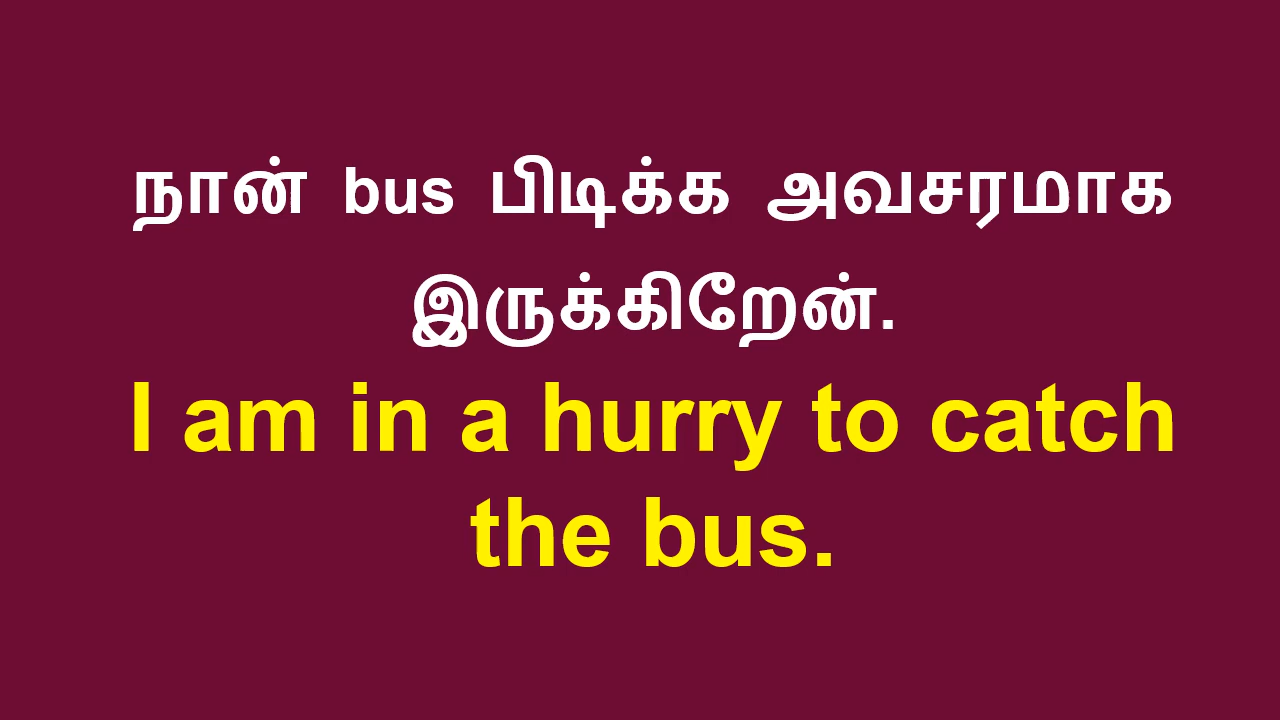 நான் bus பிடிக்க அவசரமாக
இருக்கிறேன்.
I am in a hurry to catch
the bus.